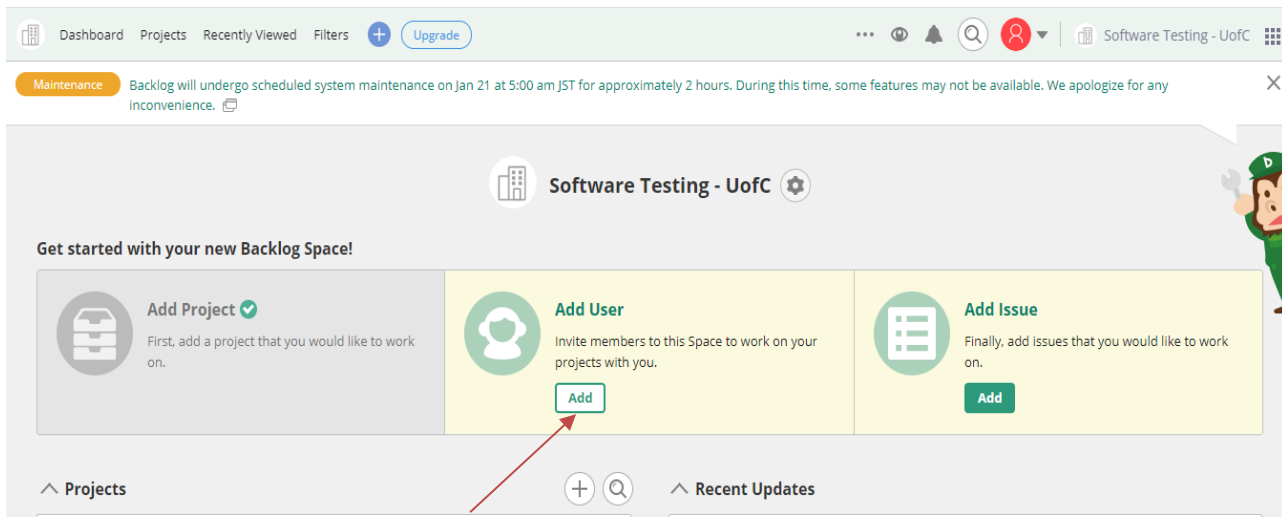 Dashboard Projects Recently Viewed Filters Upgrade Software Testing - UofC
Maintenance Backlog will undergo scheduled system maintenance on Jan 21 at 5:00 am JST for approximately 2 hours. During this time, some features may not be available. We apologize for any
inconvenience.
b
Software Testing - UofC
Get started with your new Backlog Space!
Add Project
First, add a project that you would like to work
on.
Add User
Invite members to this Space to work on your
projects with you.
Add
Add Issue
Finally, add issues that you would like to work
on.
Add
Projects
Recent Updates